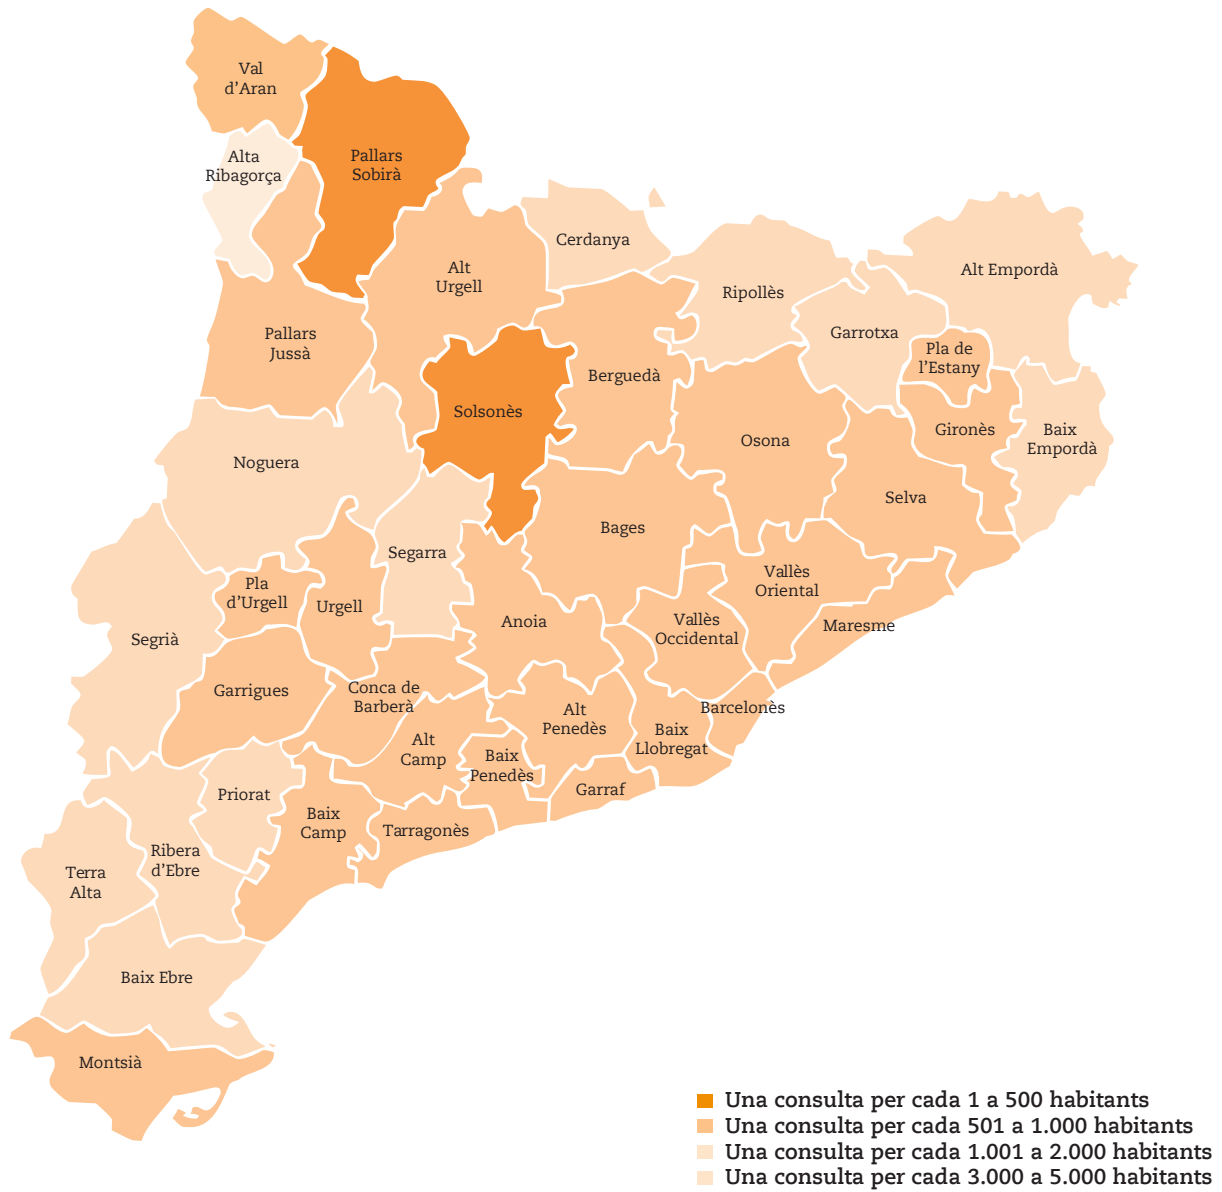 Val
d’Aran
Alta
Ribagorça
Pallars
Sobirà
Cerdanya
Alt
Urgell
Ripollès
Alt Empordà
Pallars
Jussà
Garrotxa
Pla de
l’Estany
Berguedà
Solsonès
Osona
Gironès
Baix
Empordà
Noguera
Selva
Bages
Segarra
Vallès
Oriental
Pla
d’Urgell
Urgell
Anoia
Vallès
Occidental
Maresme
Segrià
Garrigues
Conca de
Barberà
Barcelonès
Alt
Penedès
Baix
Llobregat
Alt
Camp
Baix
Penedès
Garraf
Priorat
Baix
Camp
Tarragonès
Ribera
d’Ebre
Terra
Alta
Baix Ebre
Montsià
Una consulta per cada 1 a 500 habitants
Una consulta per cada 501 a 1.000 habitants
Una consulta per cada 1.001 a 2.000 habitants
Una consulta per cada 3.000 a 5.000 habitants